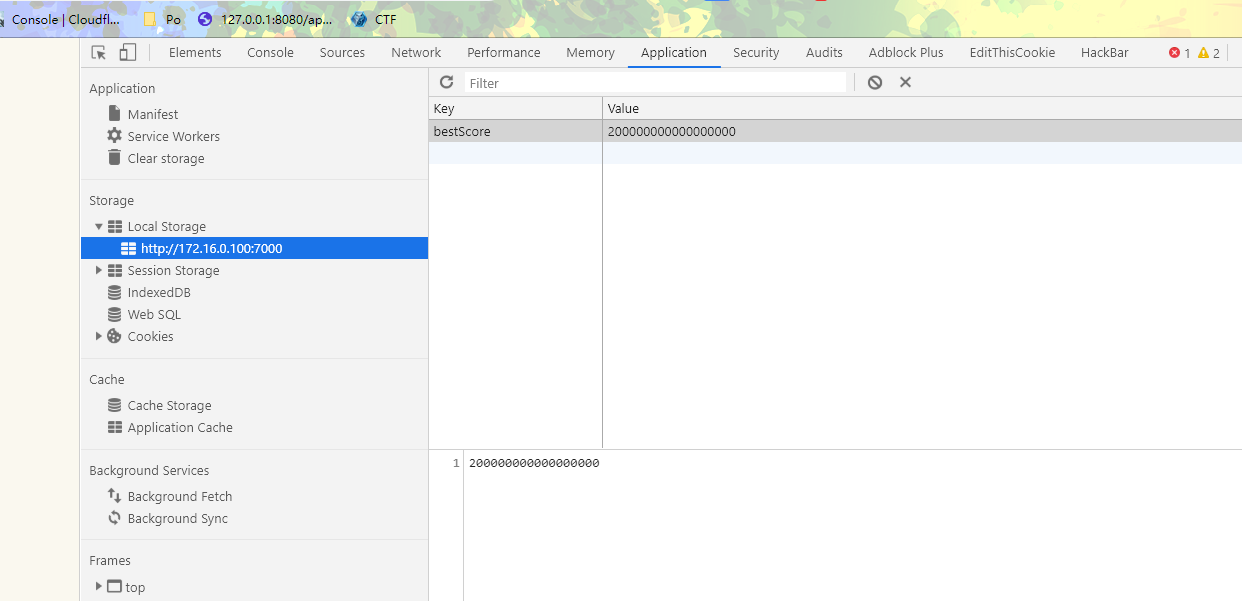 Console | Cloudfl... Po 127.0.0.1:8080/ap... CTF
Elements Console Sources Network Performance Memory Application Security Audits Adblock Plus EditThisCookie HackBar 1 2
Application
Manifest
Service Workers
Clear storage
Storage
Local Storage
http://172.16.0.100:7000
Session Storage
IndexedDB
Web SQL
Cookies
Cache
Cache Storage
Application Cache
Background Services
Background Fetch
Background Sync
Frames
top
Filter
Key Value
bestScore 200000000000000000
1 200000000000000000